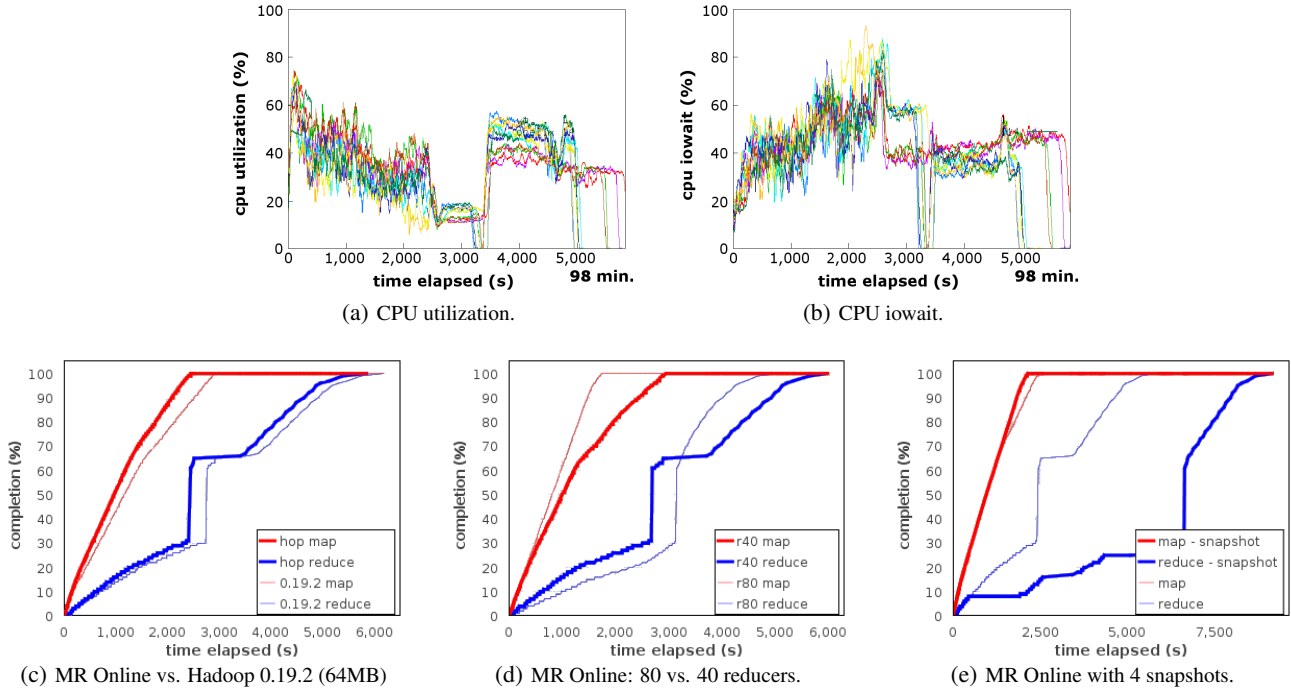 cpu utilization (%)
100
80
60
40
20
0
0 1,000 2,000 3,000 4,000 5,000
time elapsed (s)
98 min.
(a) CPU utilization.
cpu iowait (%)
100
80
60
40
20
0
0 1,000 2,000 3,000 4,000 5,000
time elapsed (s)
98 min.
(b) CPU iowait.
completion (%)
100
90
80
70
60
50
40
30
20
10
0
hop map
hop reduce
0.19.2 map
0.19.2 reduce
0 1,000 2,000 3,000 4,000 5,000 6,000
time elapsed (s)
(c) MR Online vs. Hadoop 0.19.2 (64MB)
completion (%)
100
90
80
70
60
50
40
30
20
10
0
r40 map
r40 reduce
r80 map
r80 reduce
0 1,000 2,000 3,000 4,000 5,000 6,000
time elapsed (s)
(d) MR Online: 80 vs. 40 reducers.
completion (%)
100
90
80
70
60
50
40
30
20
10
0
map - snapshot
reduce - snapshot
map
reduce
0 2,500 5,000 7,500
time elapsed (s)
(e) MR Online with 4 snapshots.